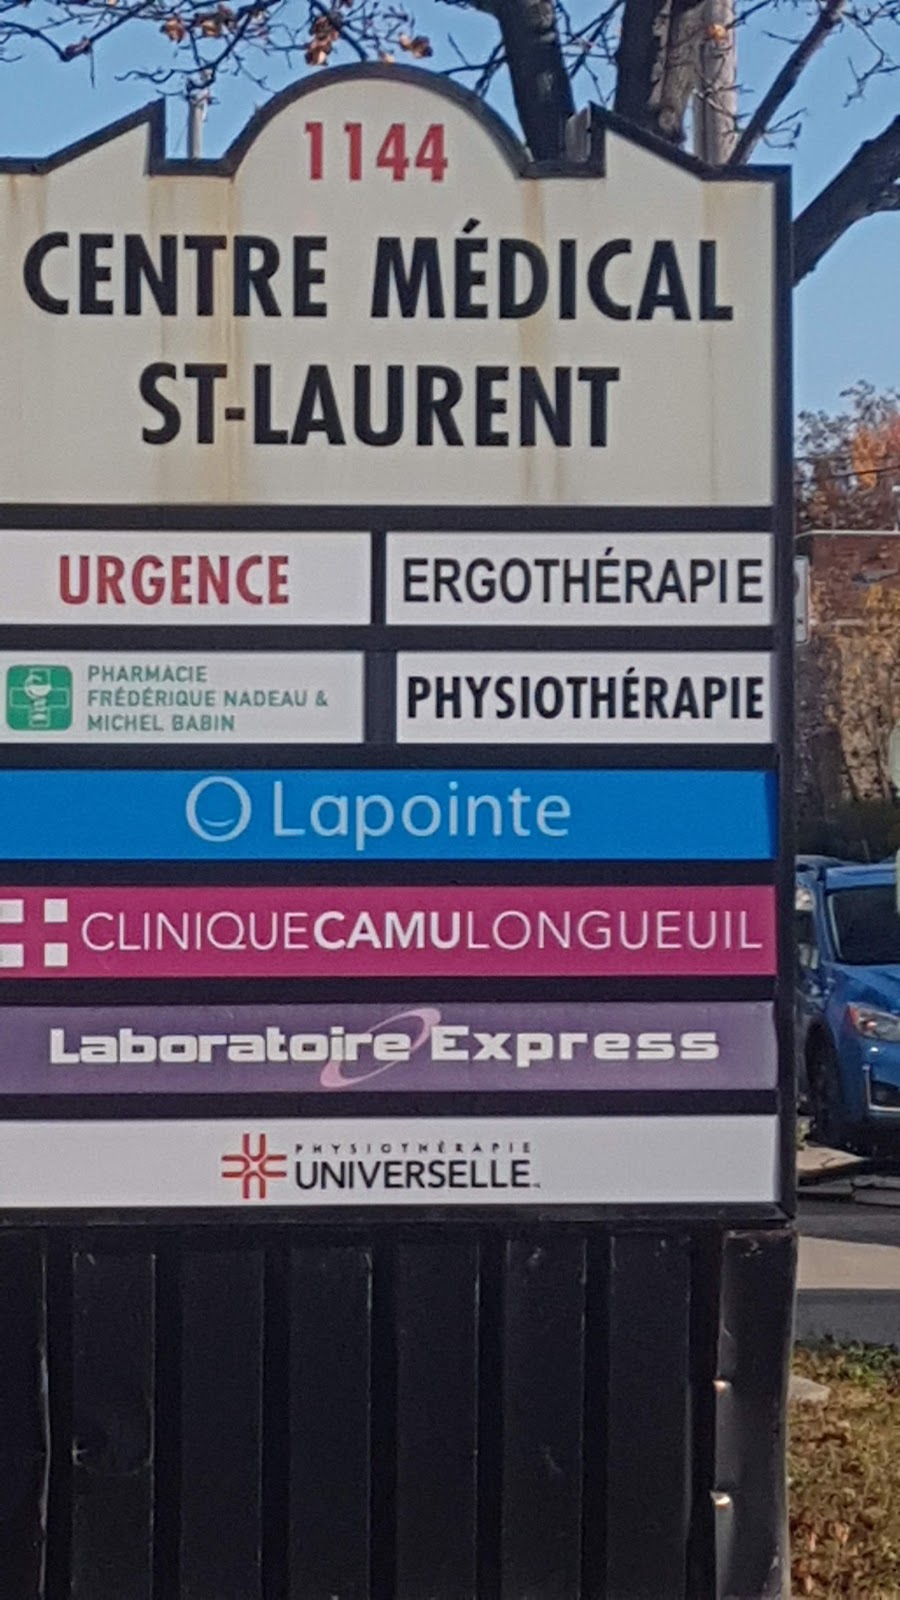 1144
CENTRE MÉDICAL
ST-LAURENT
URGENCE
ERGOTHÉRAPIE
PHARMACIE
FRÉDÉRIQUE NADEAU &
MICHEL BABIN
PHYSIOTHÉRAPIE
Lapointe
CLINIQUECAMULONGUEUIL
Laboratoire Express
PHYSIOTHÉRAPIE
UNIVERSELLE